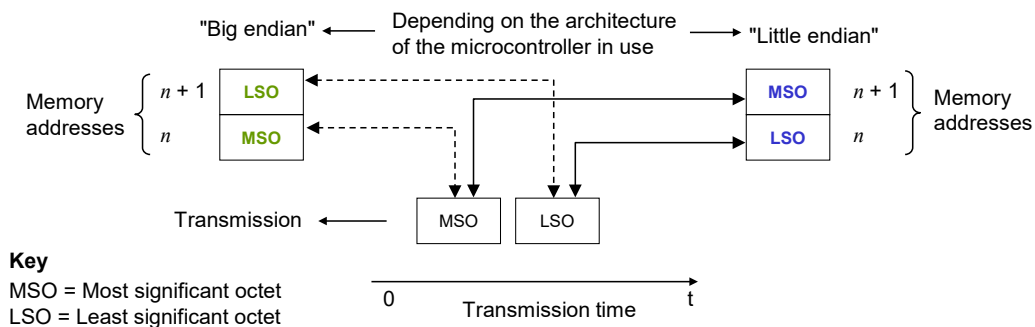 "Big endian"
Depending on the architecture
of the microcontroller in use
"Little endian"
Memory
addresses
n + 1
n
LSO
MSO
MSO
LSO
n + 1
n
Memory
addresses
Transmission
MSO
LSO
Key
MSO = Most significant octet
LSO = Least significant octet
0
Transmission time
t